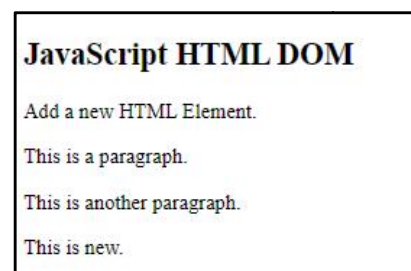 JavaScript HTML DOM
Add a new HTML Element.
This is a paragraph.
This is another paragraph.
This is new.